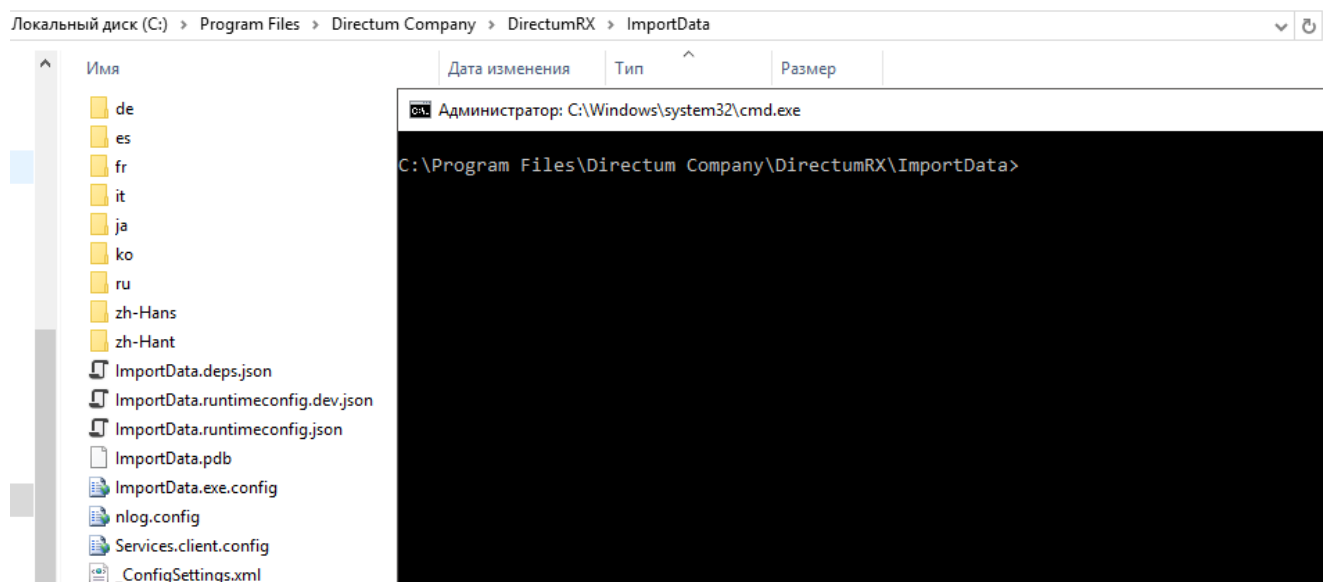 Локальный диск (C:) > Program Files > Directum Company > DirectumRX > ImportData
Имя Дата изменения Тип Размер
de
es
fr
it
ja
ko
ru
zh-Hans
zh-Hant
ImportData.deps.json
ImportData.runtimeconfig.dev.json
ImportData.runtimeconfig.json
ImportData.pdb
ImportData.exe.config
nlog.config
Services.client.config
_ConfigSettings.xml
Администратор: C:\Windows\system32\cmd.exe
C:\Program Files\Directum Company\DirectumRX\ImportData>